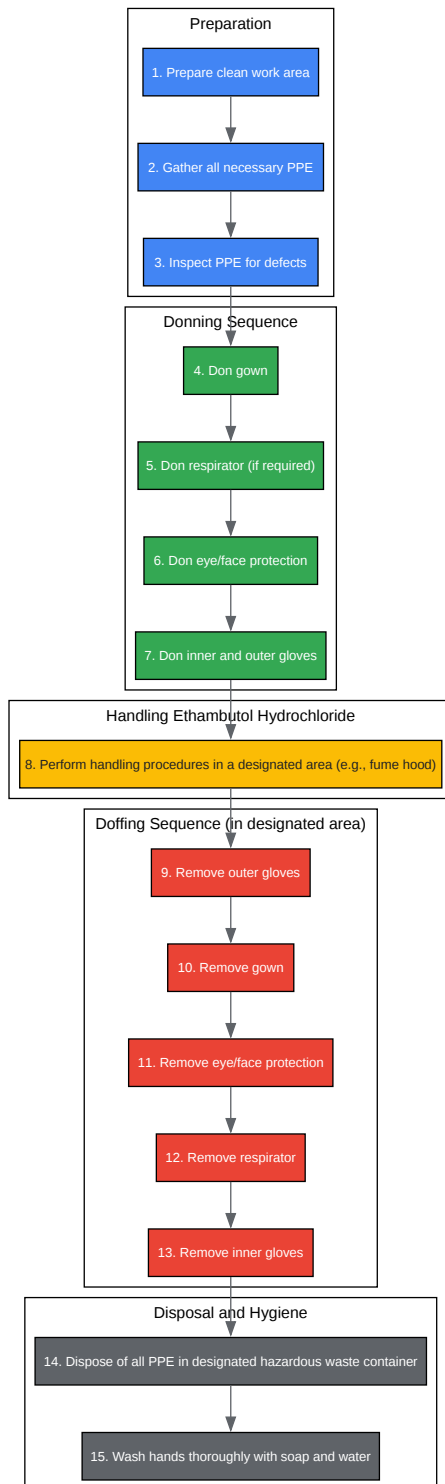 Preparation
1. Prepare clean work area
2. Gather all necessary PPE
3. Inspect PPE for defects
Donning Sequence
4. Don gown
5. Don respirator (if required)
6. Don eye/face protection
7. Don inner and outer gloves
Handling Ethambutol Hydrochloride
8. Perform handling procedures in a designated area (e.g., fume hood)
Doffing Sequence (in designated area)
9. Remove outer gloves
10. Remove gown
11. Remove eye/face protection
12. Remove respirator
13. Remove inner gloves
Disposal and Hygiene
14. Dispose of all PPE in designated hazardous waste container
15. Wash hands thoroughly with soap and water